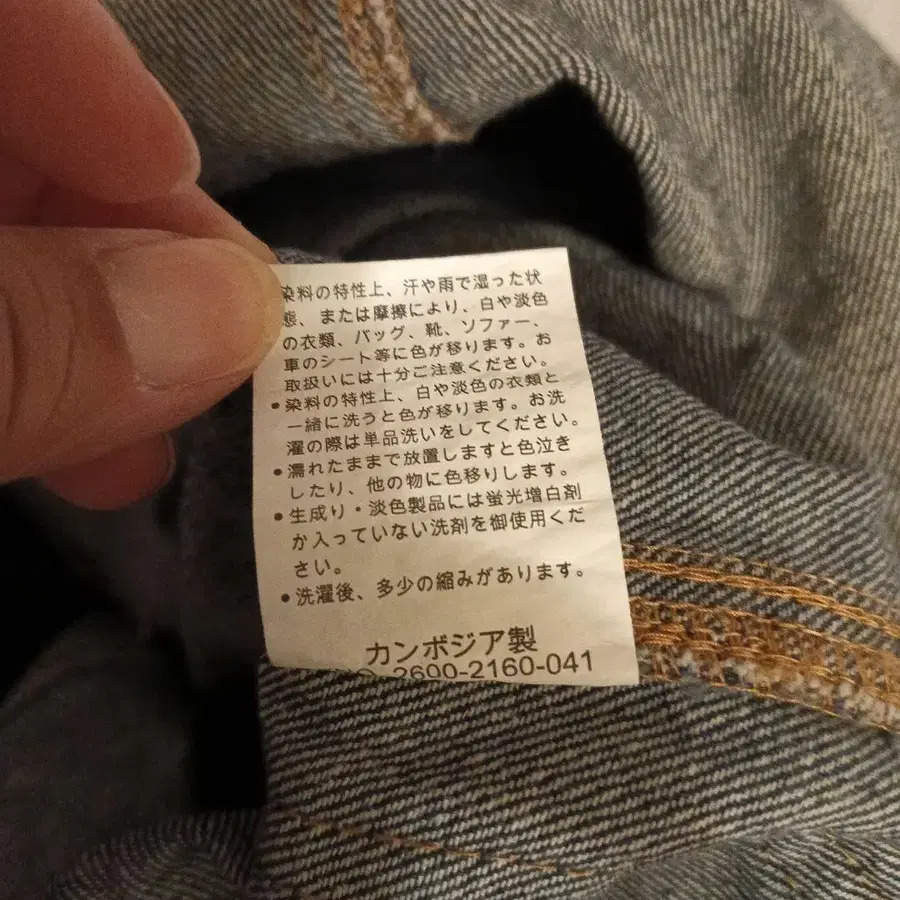 染料の特性上、汗や雨で湿った状
態、または摩擦により、白や淡色
の衣類、バッグ、靴、ソファー、
車のシート等に色が移ります。お
取扱いには十分ご注意ください。
●染料の特性上、白や淡色の衣類と
一緒に洗うと色が移ります。お洗
濯の際は単品洗いをしてください。
●濡れたままで放置しますと色泣き
したり、他の物に色移りします。
●生成り・淡色製品には蛍光増白剤
か入っていない洗剤を御使用くだ
さい。
●洗濯後、多少の縮みがあります。
カンボジア製
2600-2160-041